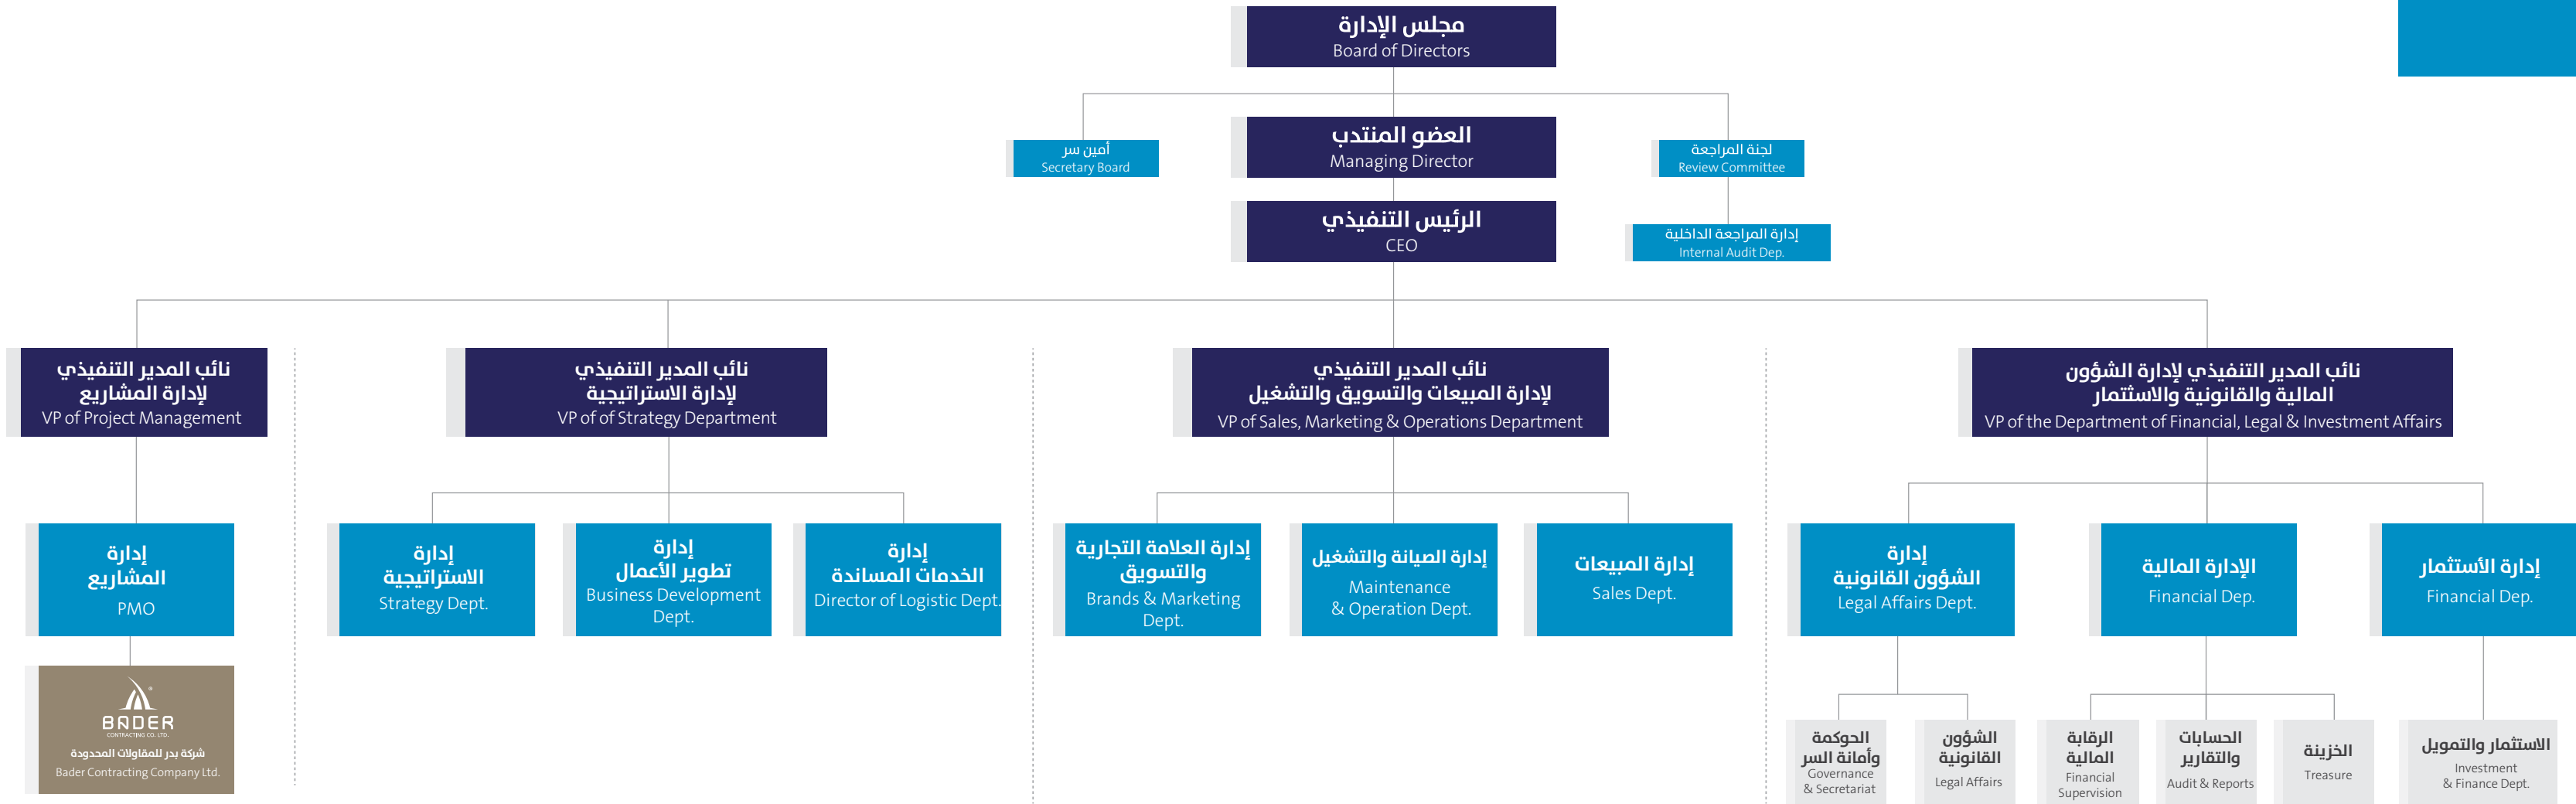 مجلس الإدارة
Board of Directors
أمين سر
Secretary Board
العضو المنتدب
Managing Director
لجنة المراجعة
Review Committee
الرئيس التنفيذي
CEO
إدارة المراجعة الداخلية
Internal Audit Dep.
نائب المدير التنفيذي
لإدارة المشاريع
VP of Project Management
نائب المدير التنفيذي
لإدارة الاستراتيجية
VP of of Strategy Department
نائب المدير التنفيذي
لإدارة المبيعات والتسويق والتشغيل
VP of Sales, Marketing & Operations Department
نائب المدير التنفيذي لإدارة الشؤون
المالية والقانونية والاستثمار
VP of the Department of Financial, Legal & Investment Affairs
إدارة
المشاريع
PMO
إدارة
الاستراتيجية
Strategy Dept.
إدارة
تطوير الأعمال
Business Development
Dept.
إدارة
الخدمات المساندة
Director of Logistic Dept.
إدارة العلامة التجارية
والتسويق
Brands & Marketing
Dept.
إدارة الصيانة والتشغيل
Maintenance
& Operation Dept.
إدارة المبيعات
Sales Dept.
إدارة
الشؤون القانونية
Legal Affairs Dept.
الإدارة المالية
Financial Dep.
إدارة الأستثمار
Financial Dep.
BADER
CONTRACTING CO. LTD.
شركة بدر للمقاولات المحدودة
Bader Contracting Company Ltd.
الحوكمة
وأمانة السر
Governance
& Secretariat
الشؤون
القانونية
Legal Affairs
الرقابة
المالية
Financial
Supervision
الحسابات
والتقارير
Audit & Reports
الخزينة
Treasure
الاستثمار والتمويل
Investment
& Finance Dept.